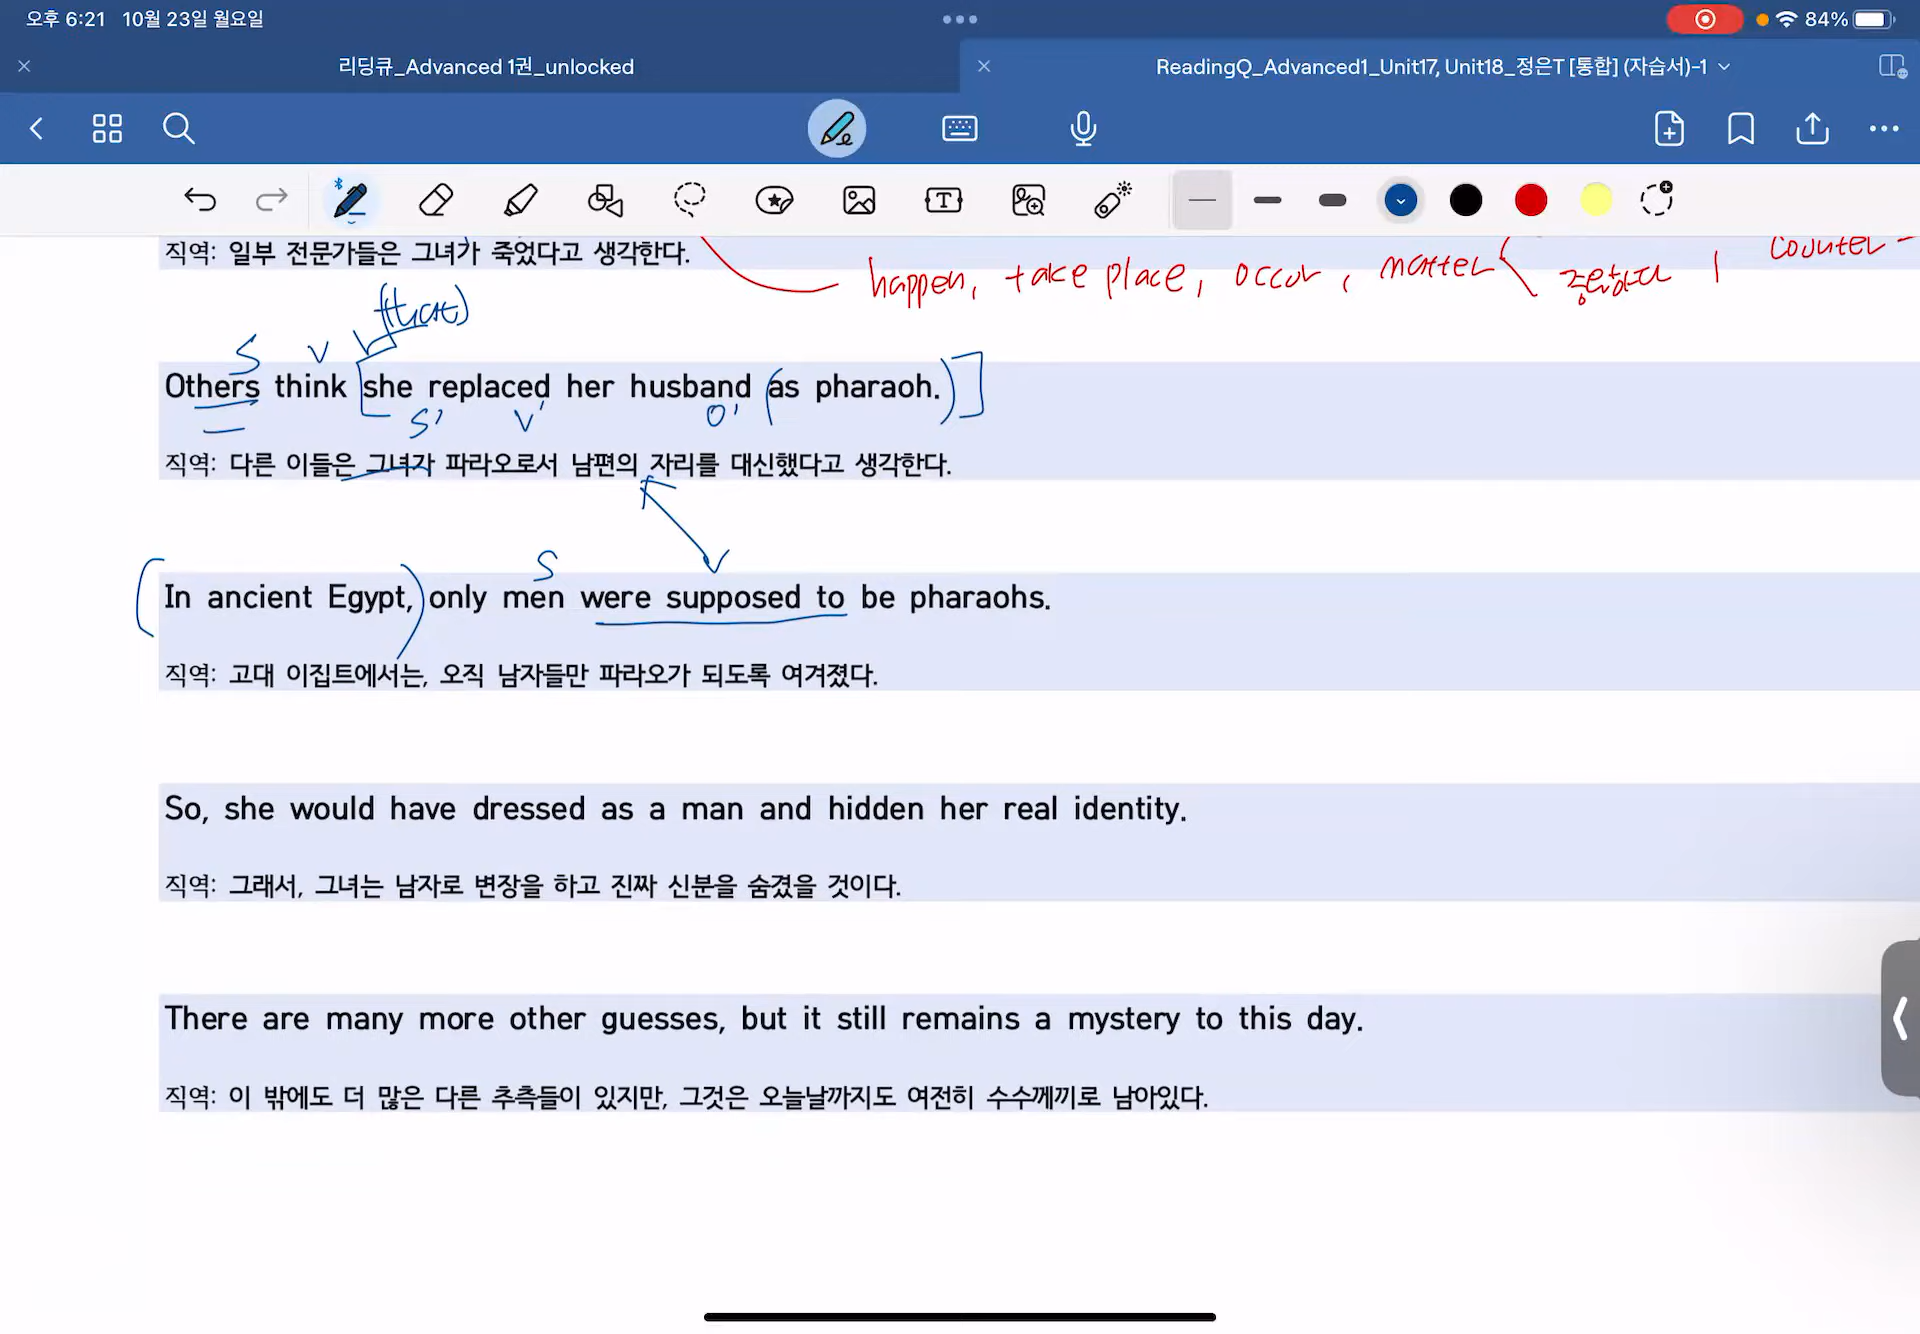 오후 6:21 10월 23일 월요일 84%
리딩큐_Advanced 1권_unlocked ReadingQ_Advanced1_Unit17, Unit18_정은T [통합] (자습서)-1
직역: 일부 전문가들은 그녀가 죽었다고 생각한다.
happen, take place, occur, matter 중요하다 counter-
(that)
S V
Others think [she replaced her husband (as pharaoh.)]
S' V' O'
직역: 다른 이들은 그녀가 파라오로서 남편의 자리를 대신했다고 생각한다.
S V
(In ancient Egypt,) only men were supposed to be pharaohs.
직역: 고대 이집트에서는, 오직 남자들만 파라오가 되도록 여겨졌다.
So, she would have dressed as a man and hidden her real identity.
직역: 그래서, 그녀는 남자로 변장을 하고 진짜 신분을 숨겼을 것이다.
There are many more other guesses, but it still remains a mystery to this day.
직역: 이 밖에도 더 많은 다른 추측들이 있지만, 그것은 오늘날까지도 여전히 수수께끼로 남아있다.